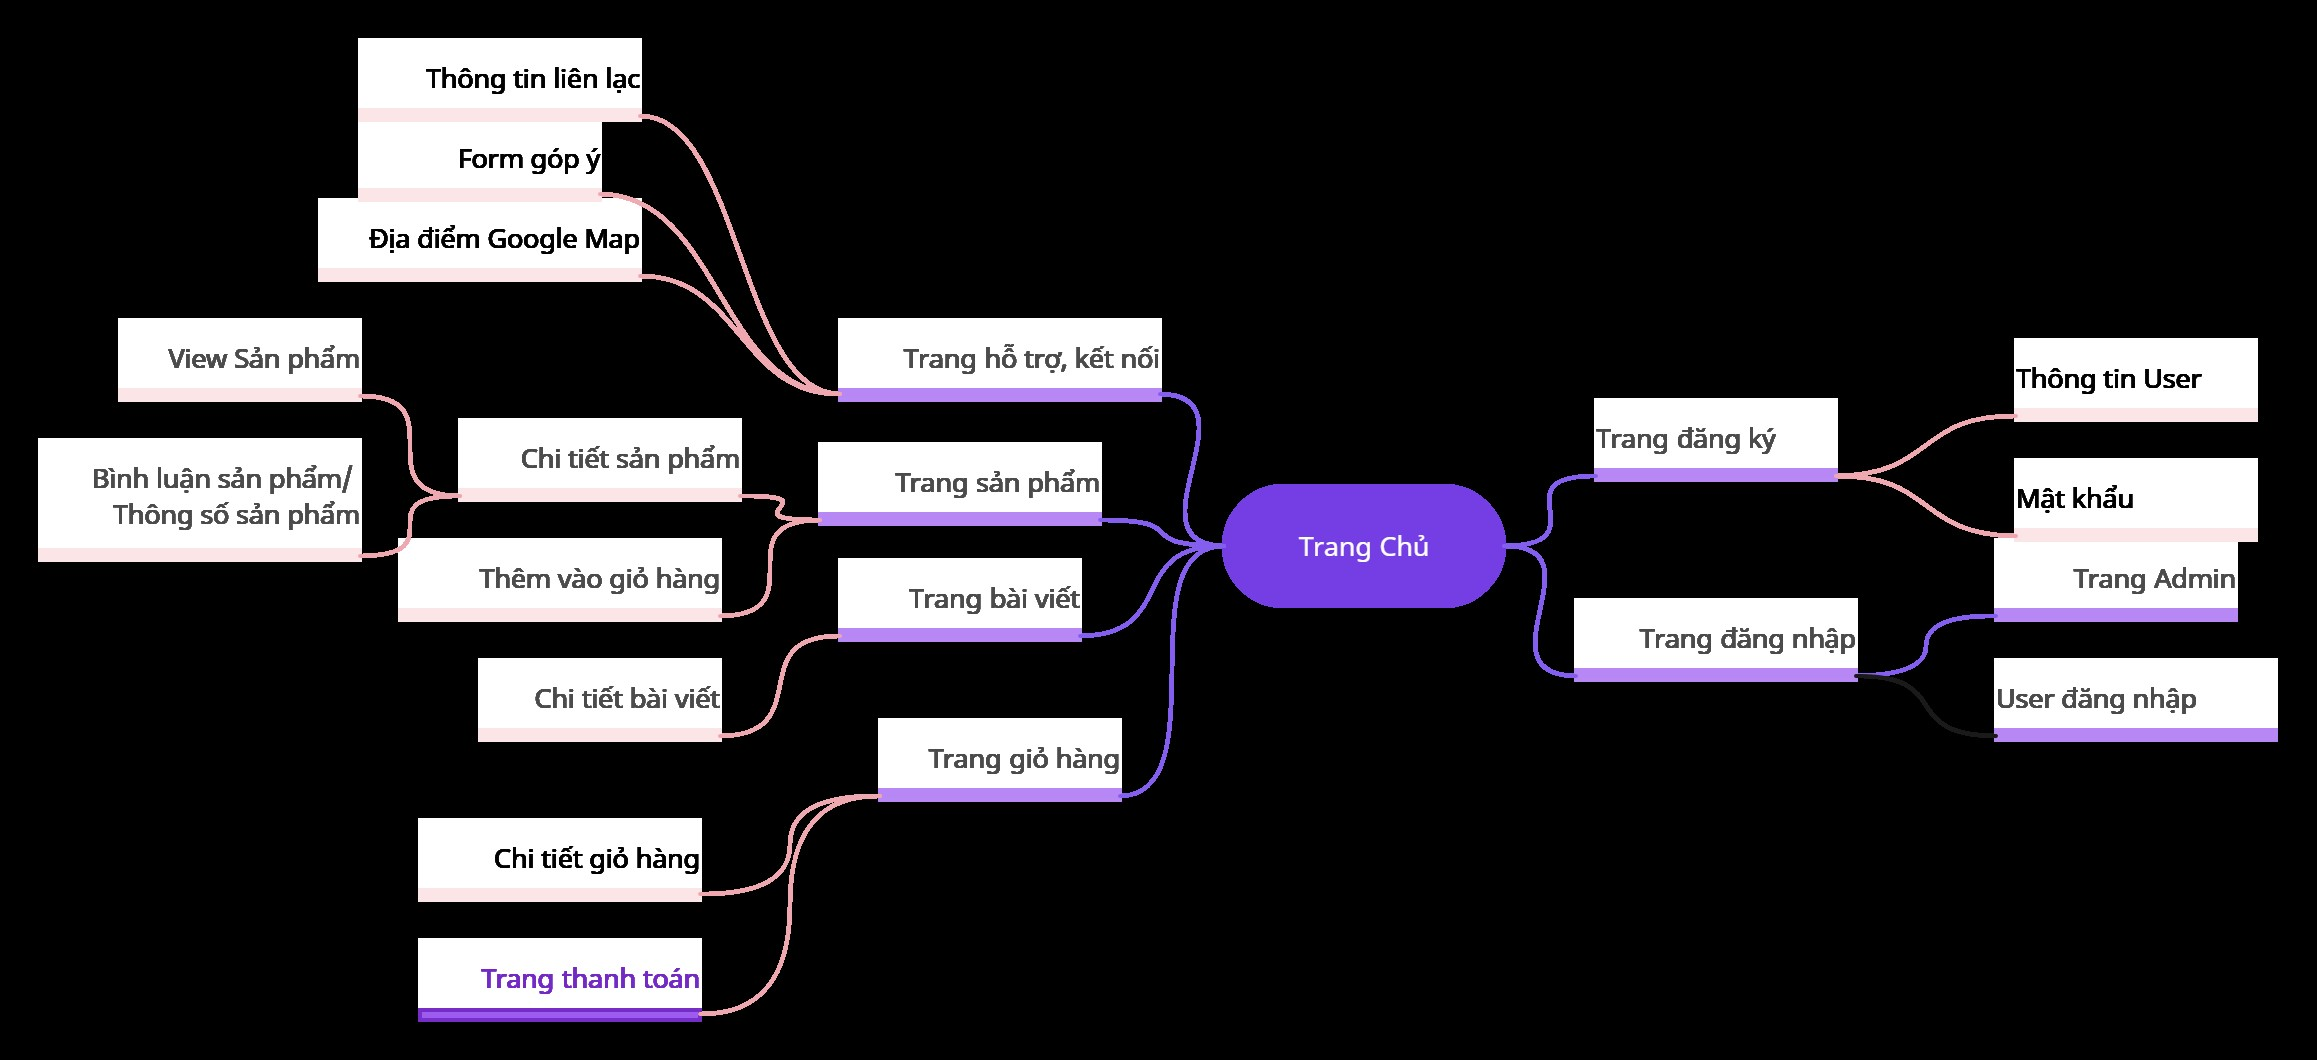 Thông tin liên lạc
Form góp ý
Địa điểm Google Map
View Sản phẩm
Bình luận sản phẩm/
Thông số sản phẩm
Chi tiết sản phẩm
Thêm vào giỏ hàng
Chi tiết bài viết
Chi tiết giỏ hàng
Trang thanh toán
Trang hỗ trợ, kết nối
Trang sản phẩm
Trang bài viết
Trang giỏ hàng
Trang Chủ
Trang đăng ký
Trang đăng nhập
Thông tin User
Mật khẩu
Trang Admin
User đăng nhập